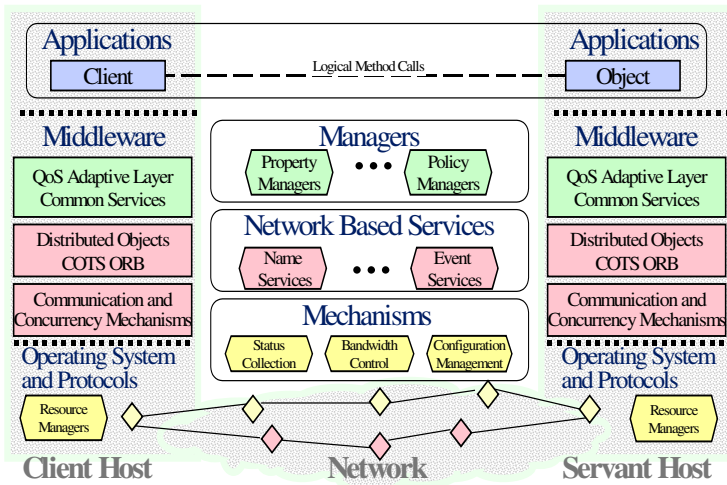 Applications
Client
Logical Method Calls
Applications
Object
Middleware
QoS Adaptive Layer
Common Services
Distributed Objects
COTS ORB
Communication and
Concurrency Mechanisms
Operating System
and Protocols
Resource
Managers
Client Host
Managers
Property
Managers
Policy
Managers
Network Based Services
Name
Services
Event
Services
Mechanisms
Status
Collection
Bandwidth
Control
Configuration
Management
Network
Middleware
QoS Adaptive Layer
Common Services
Distributed Objects
COTS ORB
Communication and
Concurrency Mechanisms
Operating System
and Protocols
Resource
Managers
Servant Host